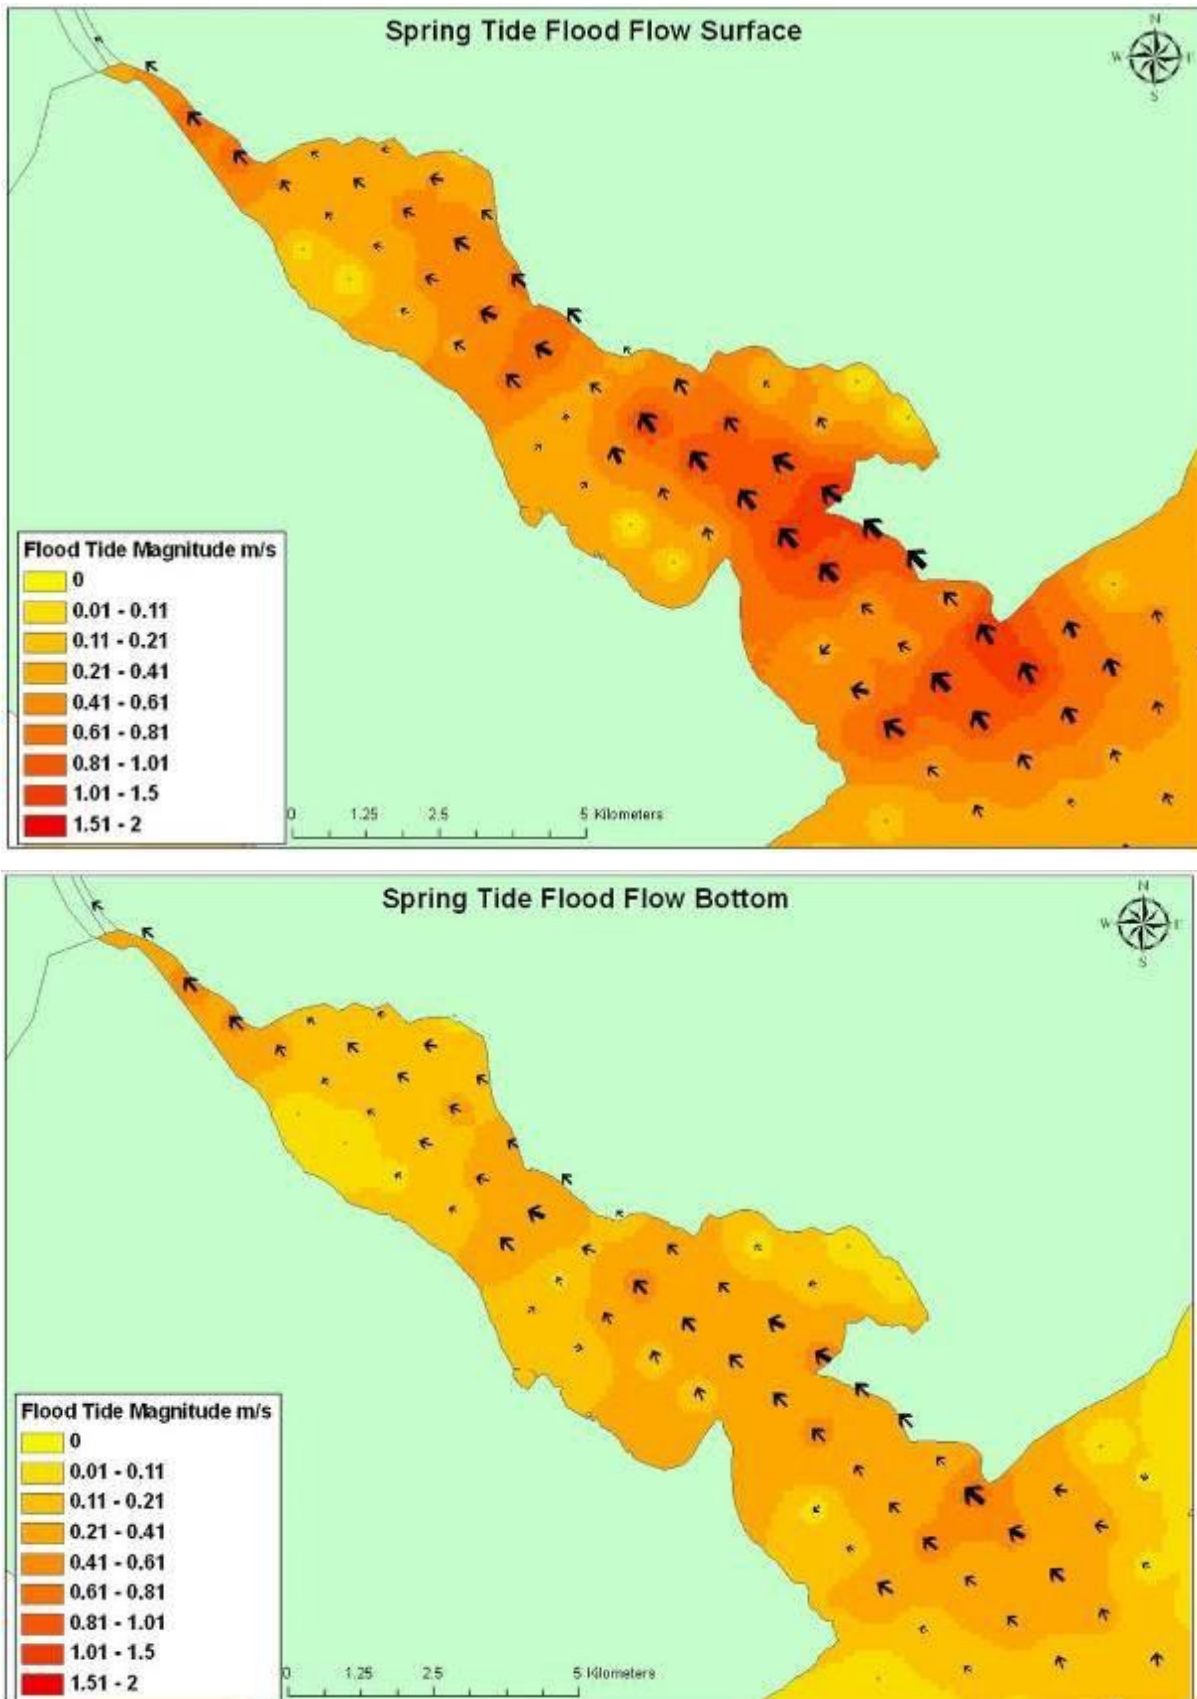 Spring Tide Flood Flow Surface
N
W E
S
Flood Tide Magnitude m/s
0
0.01 - 0.11
0.11 - 0.21
0.21 - 0.41
0.41 - 0.61
0.61 - 0.81
0.81 - 1.01
1.01 - 1.5
1.51 - 2
0 1.25 2.5 5 Kilometers
Spring Tide Flood Flow Bottom
N
W E
S
Flood Tide Magnitude m/s
0
0.01 - 0.11
0.11 - 0.21
0.21 - 0.41
0.41 - 0.61
0.61 - 0.81
0.81 - 1.01
1.01 - 1.5
1.51 - 2
0 1.25 2.5 5 Kilometers